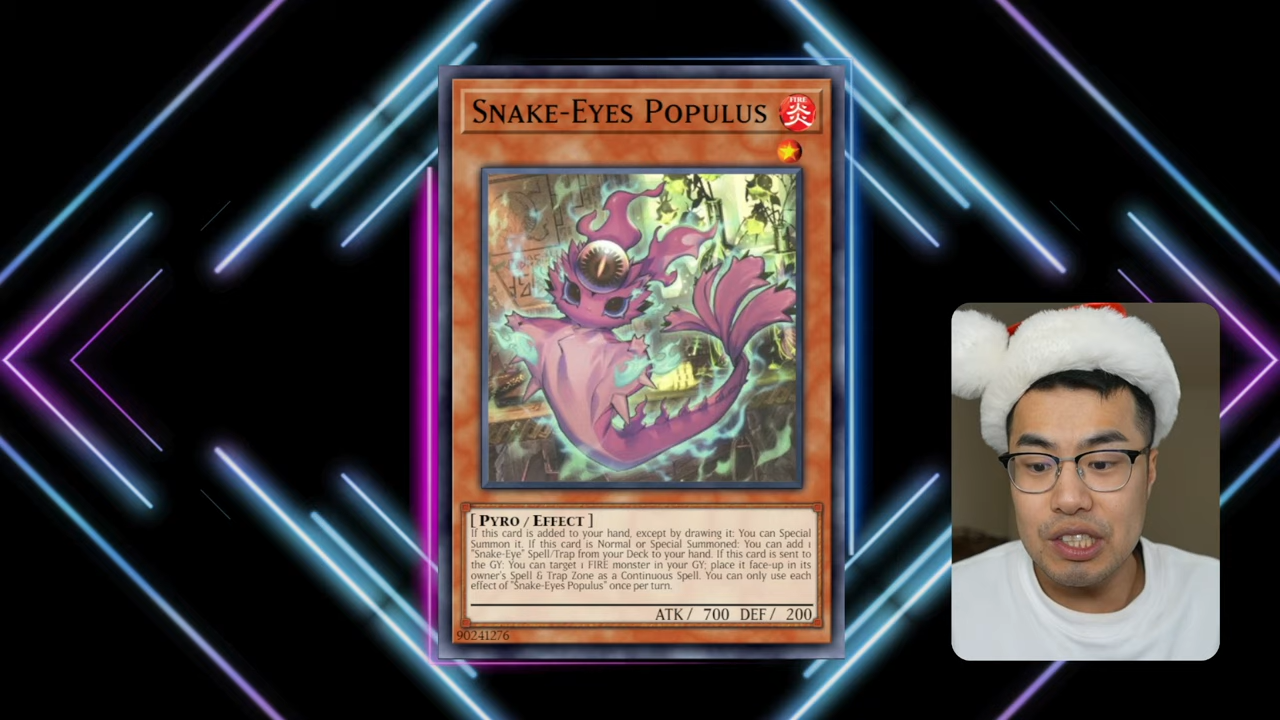 SNAKE-EYES POPULUS
FIRE
炎
[ PYRO / EFFECT ]
If this card is added to your hand, except by drawing it: You can Special
Summon it. If this card is Normal or Special Summoned: You can add 1
"Snake-Eye" Spell/Trap from your Deck to your hand. If this card is sent to
the GY: You can target 1 FIRE monster in your GY; place it face-up in its
owner's Spell & Trap Zone as a Continuous Spell. You can only use each
effect of "Snake-Eyes Populus" once per turn.
ATK / 700 DEF / 200
90241276